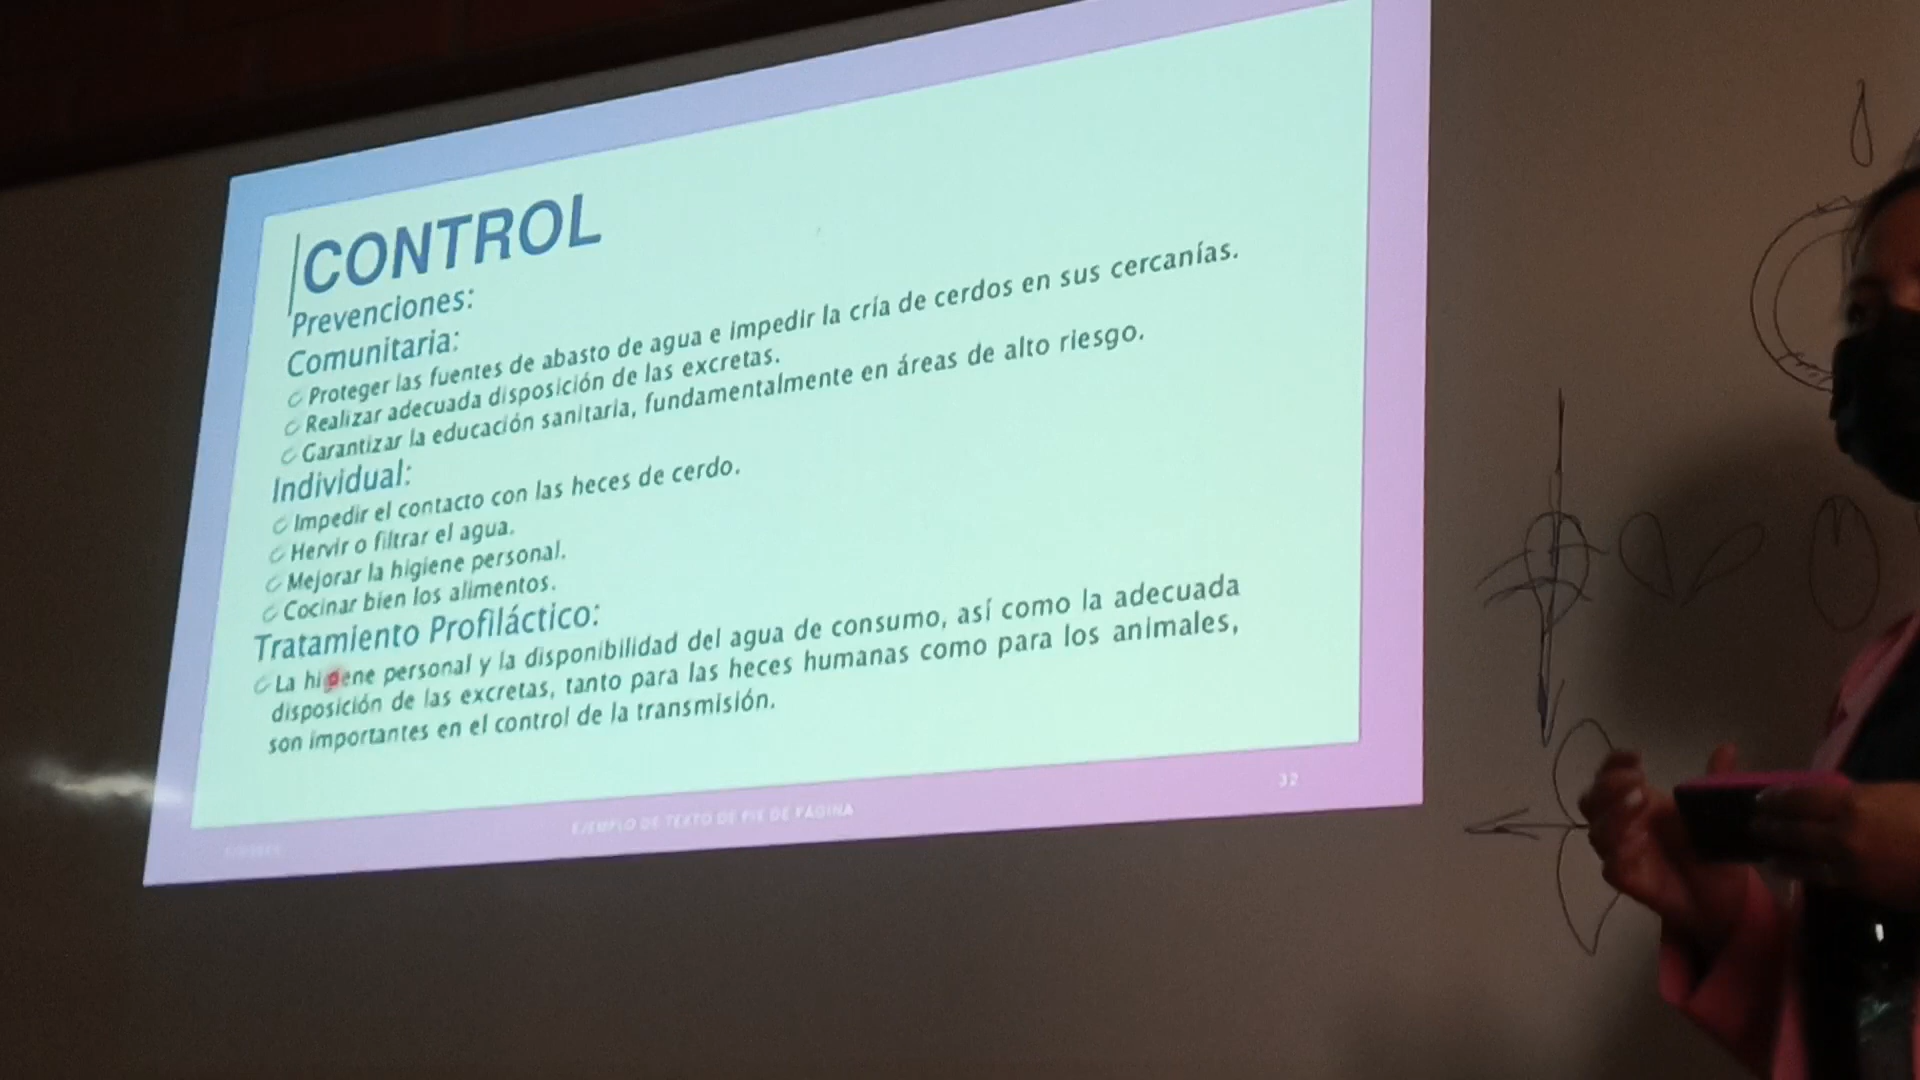 CONTROL
Prevenciones:
Comunitaria:
Proteger las fuentes de abasto de agua e impedir la cría de cerdos en sus cercanías.
Realizar adecuada disposición de las excretas.
Garantizar la educación sanitaria, fundamentalmente en áreas de alto riesgo.
Individual:
Impedir el contacto con las heces de cerdo.
Hervir o filtrar el agua.
Mejorar la higiene personal.
Cocinar bien los alimentos.
Tratamiento Profiláctico:
La higiene personal y la disponibilidad del agua de consumo, así como la adecuada
disposición de las excretas, tanto para las heces humanas como para los animales,
son importantes en el control de la transmisión.
EJEMPLO DE TEXTO DE PIE DE PÁGINA
32